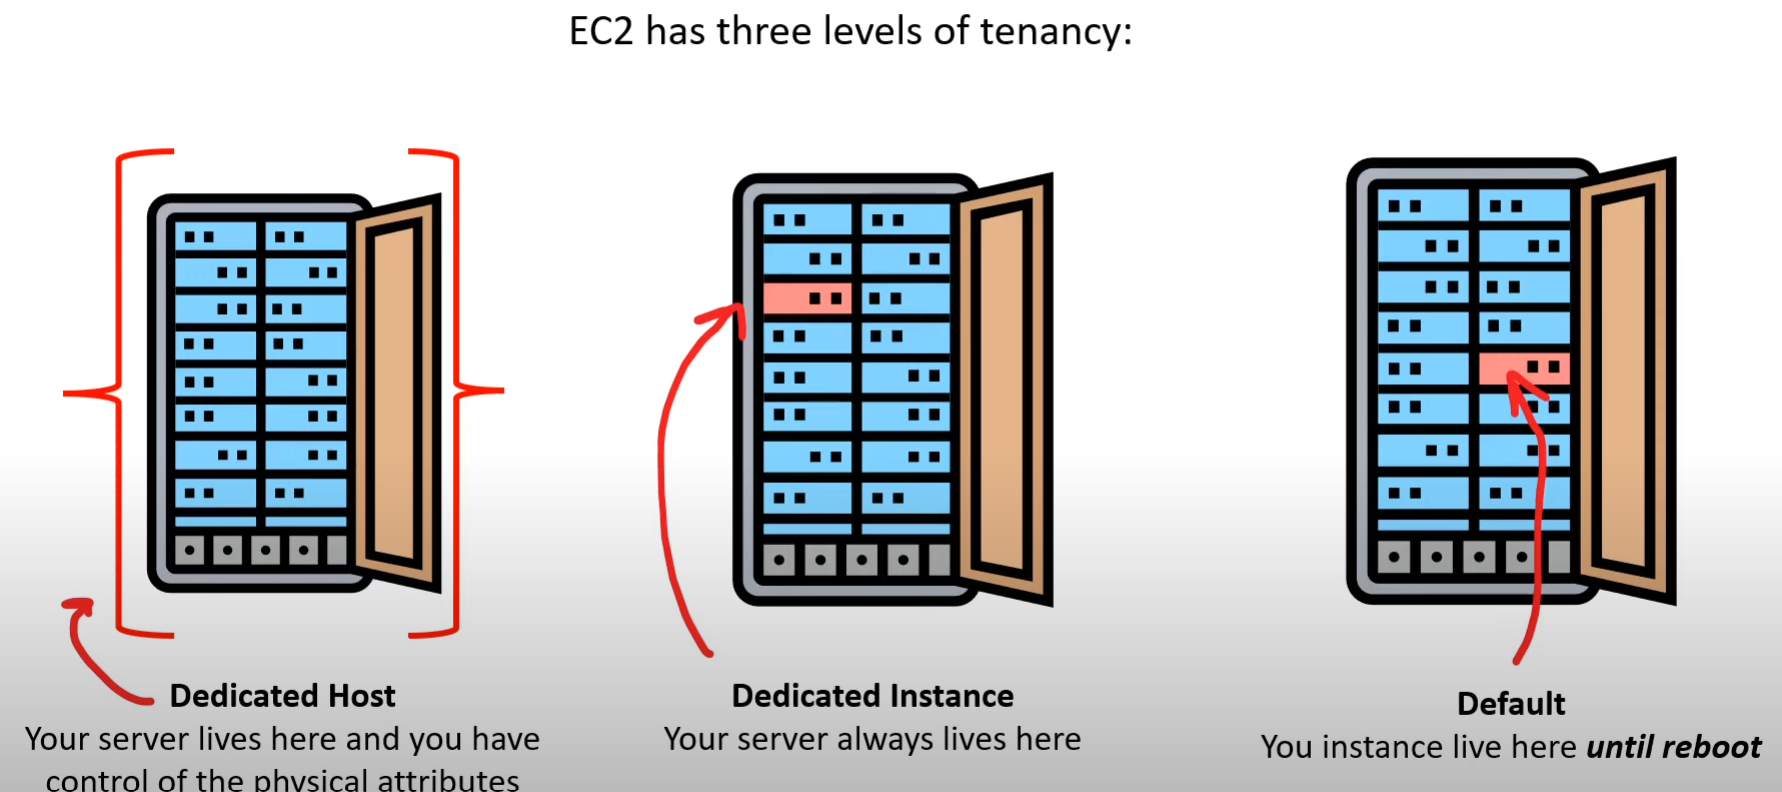 EC2 has three levels of tenancy:
Dedicated Host
Your server lives here and you have
control of the physical attributes
Dedicated Instance
Your server always lives here
Default
You instance live here until reboot